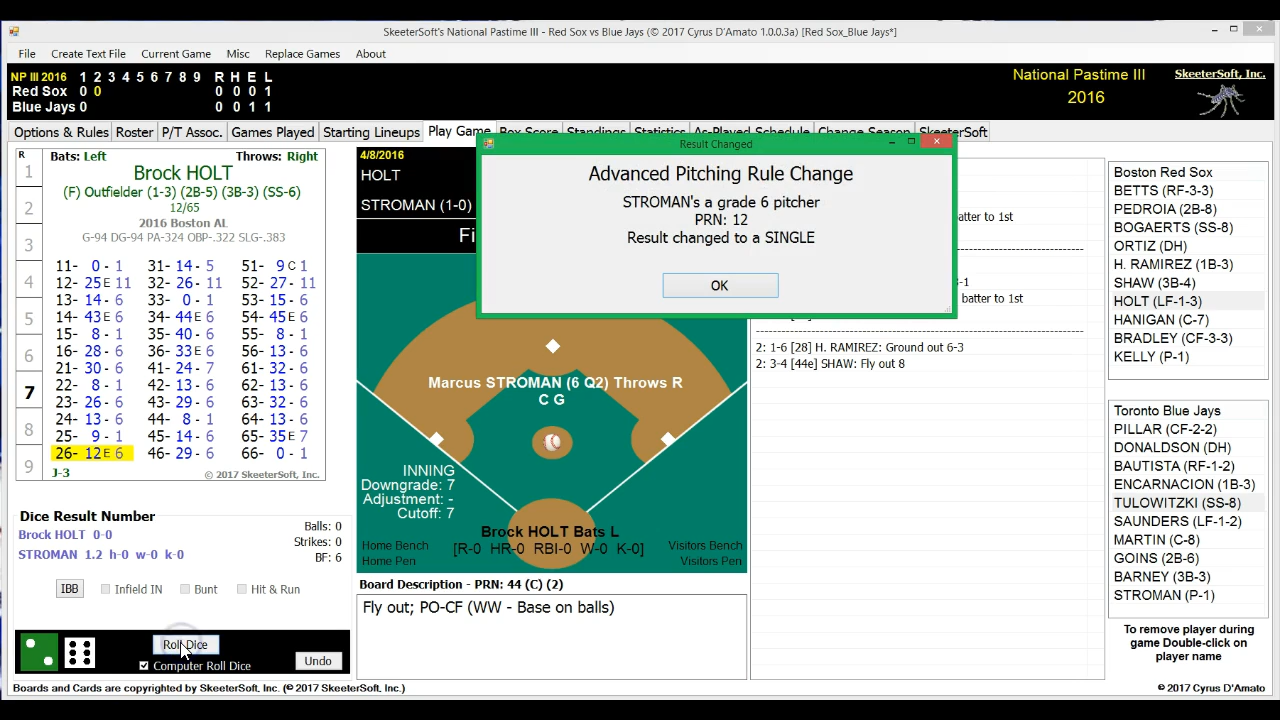 SkeeterSoft's National Pastime III - Red Sox vs Blue Jays (© 2017 Cyrus D'Amato 1.0.0.3a) [Red Sox_Blue Jays*]
File Create Text File Current Game Misc Replace Games About
NP III 2016 1 2 3 4 5 6 7 8 9 R H E L
Red Sox 0 0 0 0 0 1
Blue Jays 0 0 0 1 1
National Pastime III
2016
SkeeterSoft, Inc.
Options & Rules Roster P/T Assoc. Games Played Starting Lineups Play Game Box Score Standings Statistics As-Played Schedule Change Season SkeeterSoft
R
1
2
3
4
5
6
7
8
9
Bats: Left Throws: Right
Brock HOLT
(F) Outfielder (1-3) (2B-5) (3B-3) (SS-6)
12/65
2016 Boston AL
G-94 DG-94 PA-324 OBP-.322 SLG-.383
11- 0 - 1 31- 14 - 5 51- 9 C 1
12- 25 E 11 32- 26 - 11 52- 27 - 11
13- 14 - 6 33- 0 - 1 53- 15 - 6
14- 43 E 6 34- 44 E 6 54- 45 E 6
15- 8 - 1 35- 40 - 6 55- 8 - 1
16- 28 - 6 36- 33 E 6 56- 13 - 6
21- 30 - 6 41- 24 - 7 61- 32 - 6
22- 8 - 1 42- 13 - 6 62- 13 - 6
23- 26 - 6 43- 29 - 6 63- 32 - 6
24- 13 - 6 44- 8 - 1 64- 13 - 6
25- 9 - 1 45- 14 - 6 65- 35 E 7
26- 12 E 6 46- 29 - 6 66- 0 - 1
J-3 © 2017 SkeeterSoft, Inc.
Dice Result Number
Brock HOLT 0-0
STROMAN 1.2 h-0 w-0 k-0
Balls: 0
Strikes: 0
BF: 6
IBB Infield IN Bunt Hit & Run
Roll Dice
Computer Roll Dice
Undo
Boards and Cards are copyrighted by SkeeterSoft, Inc. (© 2017 SkeeterSoft, Inc.)
4/8/2016
HOLT
STROMAN (1-0)
Fi
Result Changed
Advanced Pitching Rule Change
STROMAN's a grade 6 pitcher
PRN: 12
Result changed to a SINGLE
OK
Marcus STROMAN (6 Q2) Throws R
C G
INNING
Downgrade: 7
Adjustment: -
Cutoff: 7
Brock HOLT Bats L
[R-0 HR-0 RBI-0 W-0 K-0]
Home Bench
Home Pen
Visitors Bench
Visitors Pen
Board Description - PRN: 44 (C) (2)
Fly out; PO-CF (WW - Base on balls)
atter to 1st
-1
batter to 1st
2: 1-6 [28] H. RAMIREZ: Ground out 6-3
2: 3-4 [44e] SHAW: Fly out 8
Boston Red Sox
BETTS (RF-3-3)
PEDROIA (2B-8)
BOGAERTS (SS-8)
ORTIZ (DH)
H. RAMIREZ (1B-3)
SHAW (3B-4)
HOLT (LF-1-3)
HANIGAN (C-7)
BRADLEY (CF-3-3)
KELLY (P-1)
Toronto Blue Jays
PILLAR (CF-2-2)
DONALDSON (DH)
BAUTISTA (RF-1-2)
ENCARNACION (1B-3)
TULOWITZKI (SS-8)
SAUNDERS (LF-1-2)
MARTIN (C-8)
GOINS (2B-6)
BARNEY (3B-3)
STROMAN (P-1)
To remove player during
game Double-click on
player name
© 2017 Cyrus D'Amato